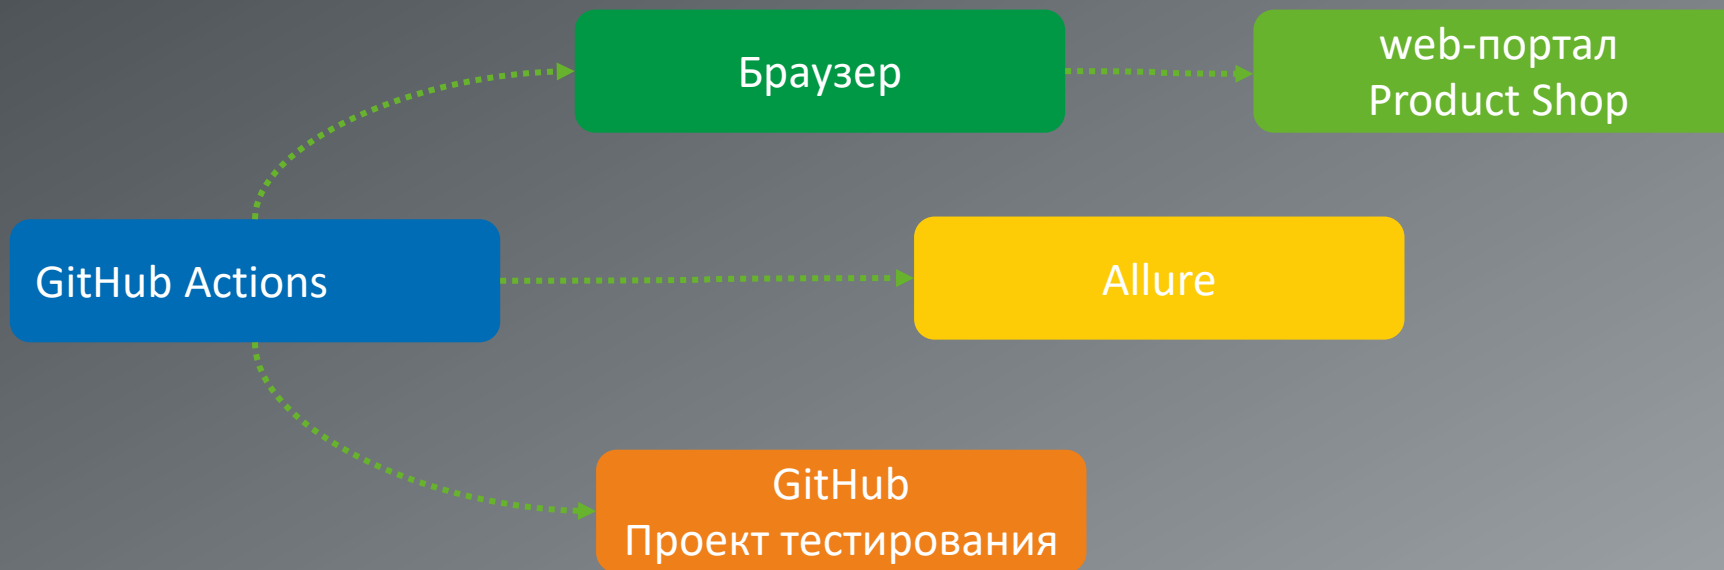 Браузер
web-портал
Product Shop
GitHub Actions
Allure
GitHub
Проект тестирования